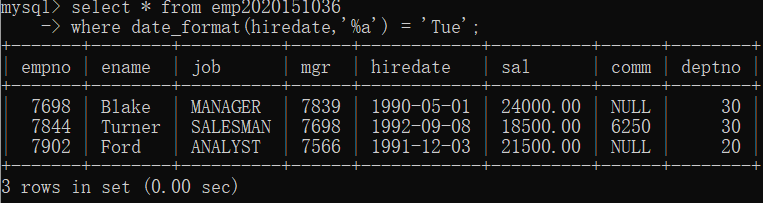 mysql> select * from emp2020151036
    -> where date_format(hiredate,'%a') = 'Tue';
+-------+--------+----------+------+------------+----------+------+--------+
| empno | ename  | job      | mgr  | hiredate   | sal      | comm | deptno |
+-------+--------+----------+------+------------+----------+------+--------+
|  7698 | Blake  | MANAGER  | 7839 | 1990-05-01 | 24000.00 | NULL |     30 |
|  7844 | Turner | SALESMAN | 7698 | 1992-09-08 | 18500.00 | 6250 |     30 |
|  7902 | Ford   | ANALYST  | 7566 | 1991-12-03 | 21500.00 | NULL |     20 |
+-------+--------+----------+------+------------+----------+------+--------+
3 rows in set (0.00 sec)